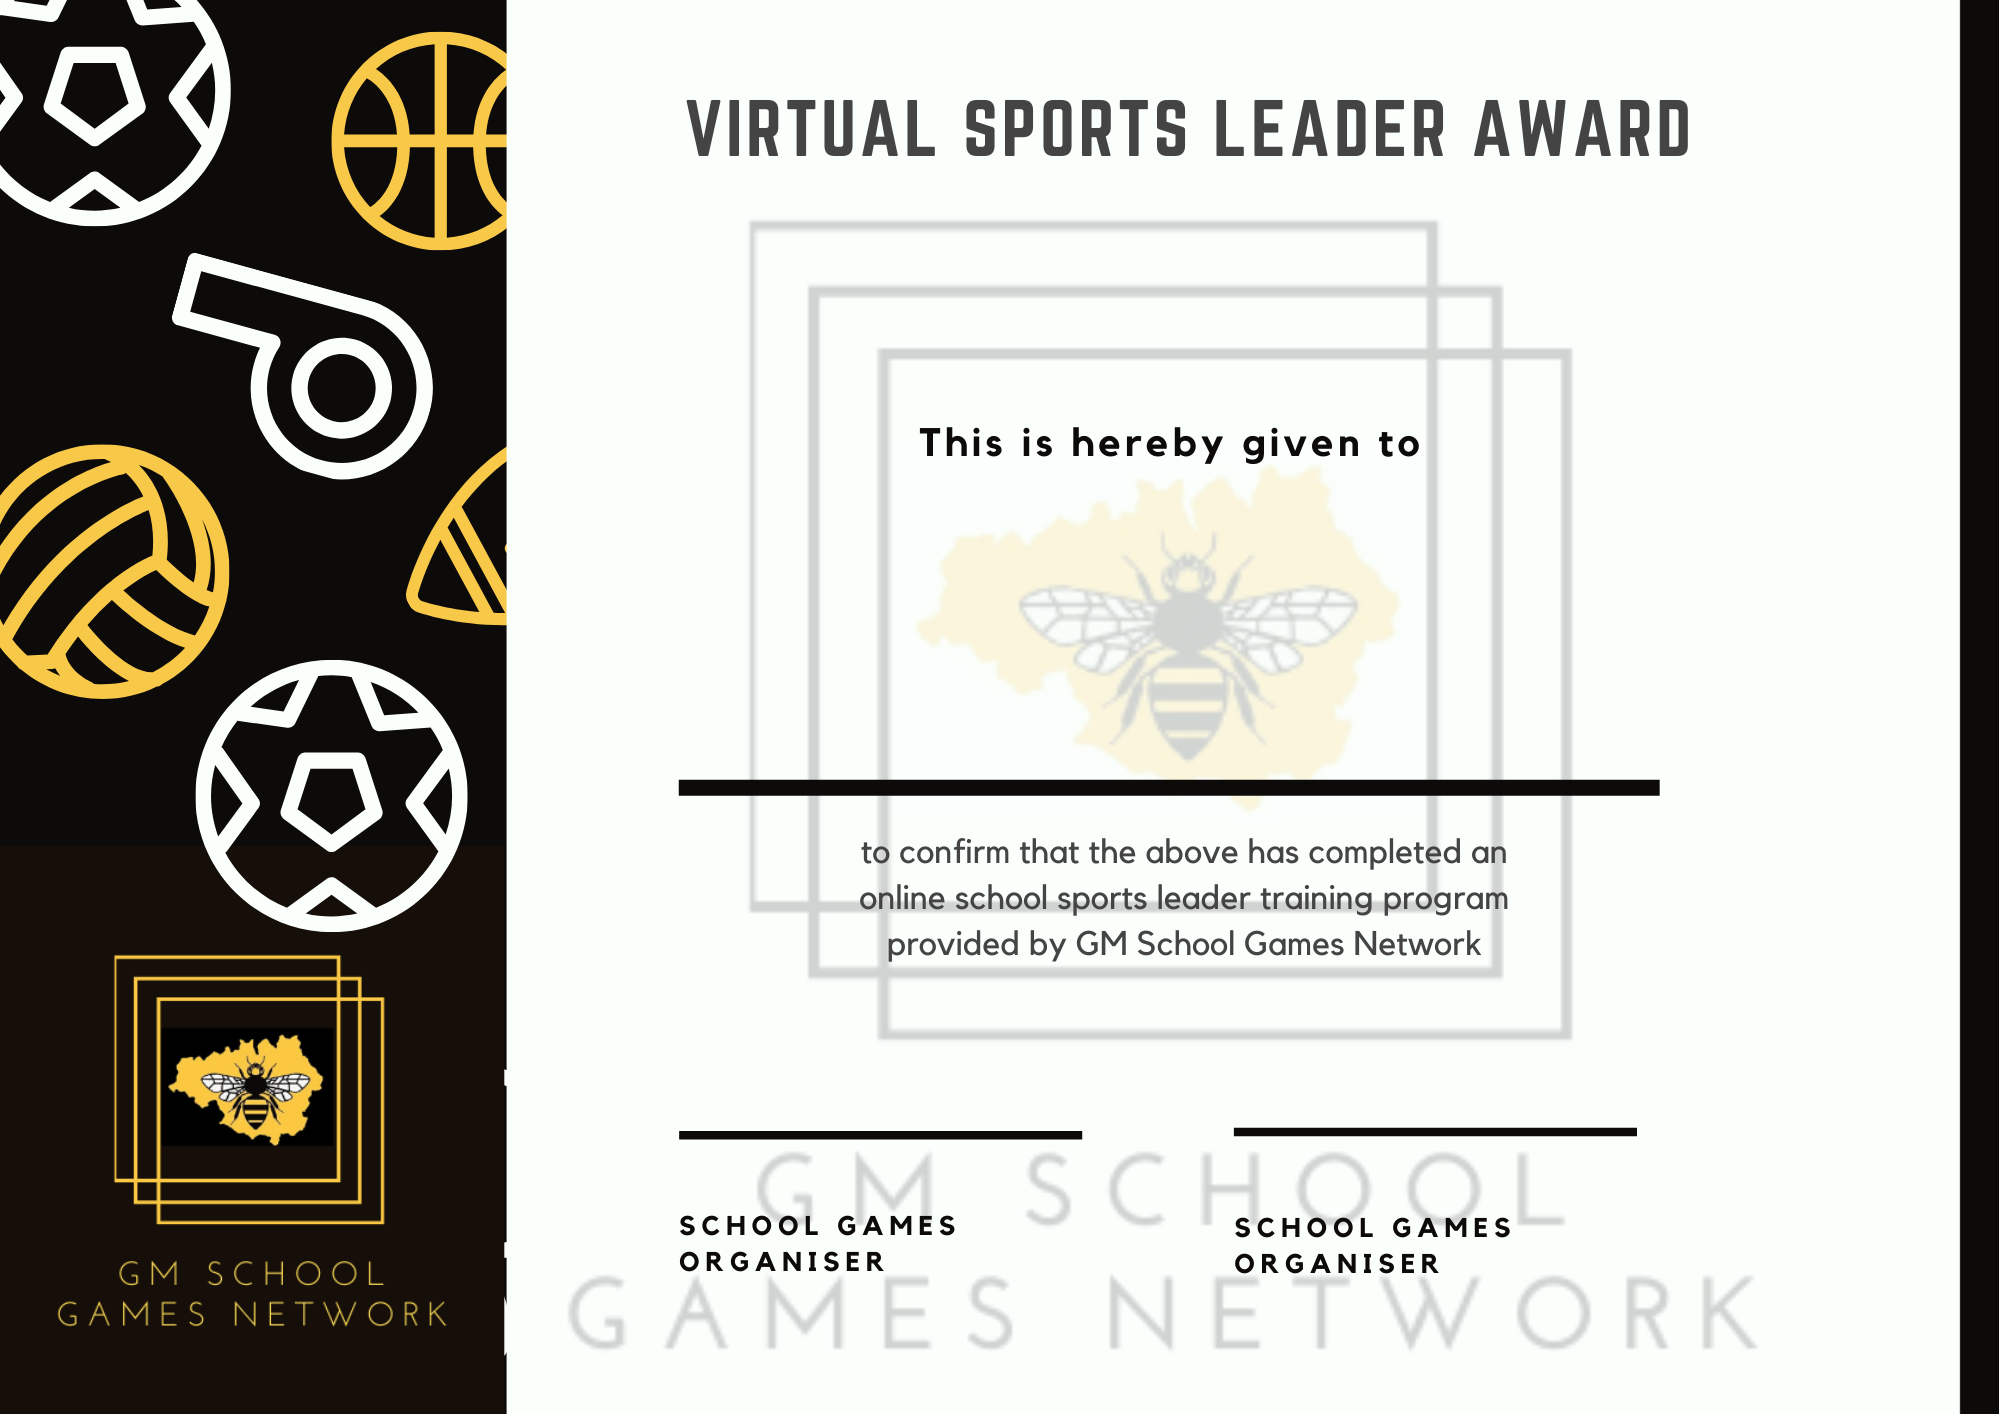 VIRTUAL SPORTS LEADER AWARD
This is hereby given to
to confirm that the above has completed an
online school sports leader training program
provided by GM School Games Network
GM SCHOOL
GAMES NETWORK
SCHOOL GAMES
ORGANISER
SCHOOL GAMES
ORGANISER
GM SCHOOL
GAMES NETWORK